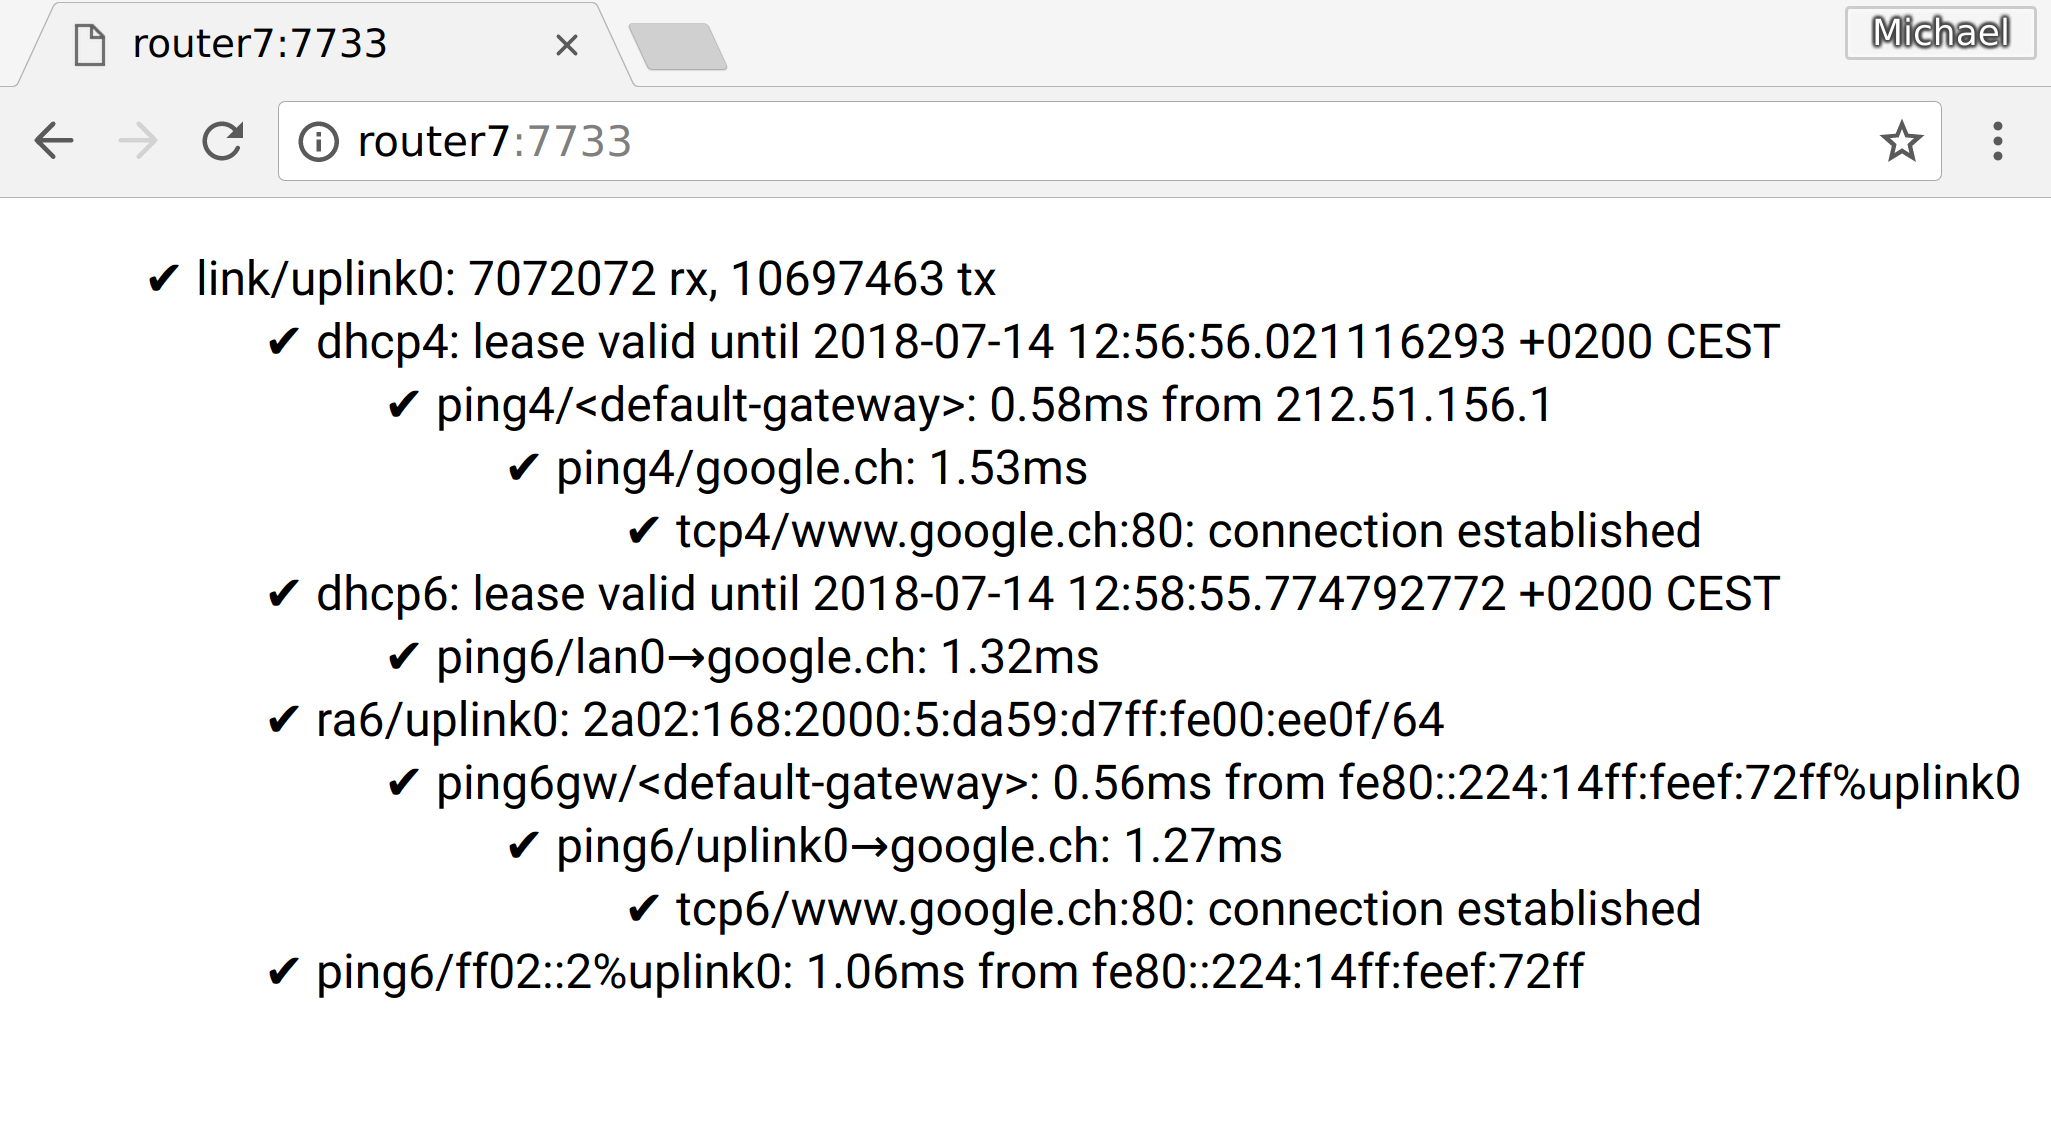 router7:7733
Michael
router7:7733
✔ link/uplink0: 7072072 rx, 10697463 tx
✔ dhcp4: lease valid until 2018-07-14 12:56:56.021116293 +0200 CEST
✔ ping4/<default-gateway>: 0.58ms from 212.51.156.1
✔ ping4/google.ch: 1.53ms
✔ tcp4/www.google.ch:80: connection established
✔ dhcp6: lease valid until 2018-07-14 12:58:55.774792772 +0200 CEST
✔ ping6/lan0→google.ch: 1.32ms
✔ ra6/uplink0: 2a02:168:2000:5:da59:d7ff:fe00:ee0f/64
✔ ping6gw/<default-gateway>: 0.56ms from fe80::224:14ff:feef:72ff%uplink0
✔ ping6/uplink0→google.ch: 1.27ms
✔ tcp6/www.google.ch:80: connection established
✔ ping6/ff02::2%uplink0: 1.06ms from fe80::224:14ff:feef:72ff